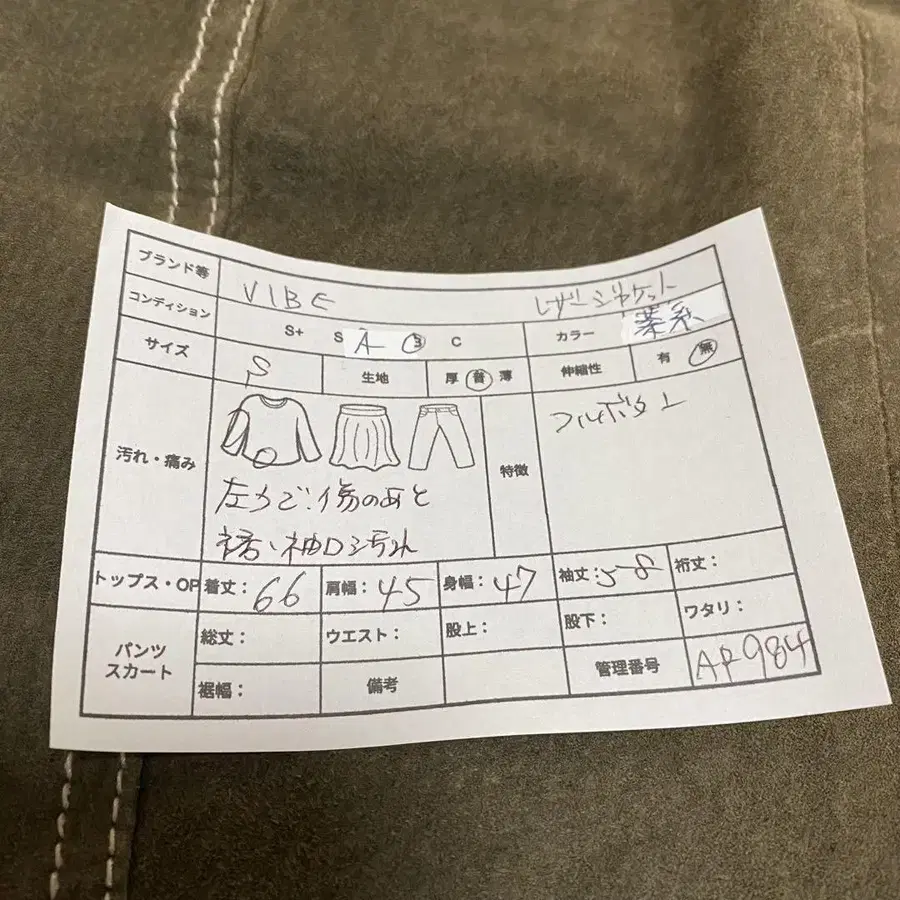 ブランド等 VIBE レザージャケット
コンディション S+ S A B C カラー 茶系
サイズ S 生地 厚 普 薄 伸縮性 有 無
汚れ・痛み 特徴 フルボタン
左うで、傷のあと
裾、袖口汚れ
トップス・OP 着丈：66 肩幅：45 身幅：47 袖丈：58 裄丈：
パンツ スカート 総丈： ウエスト： 股上： 股下： ワタリ：
裾幅： 備考 管理番号 AP984